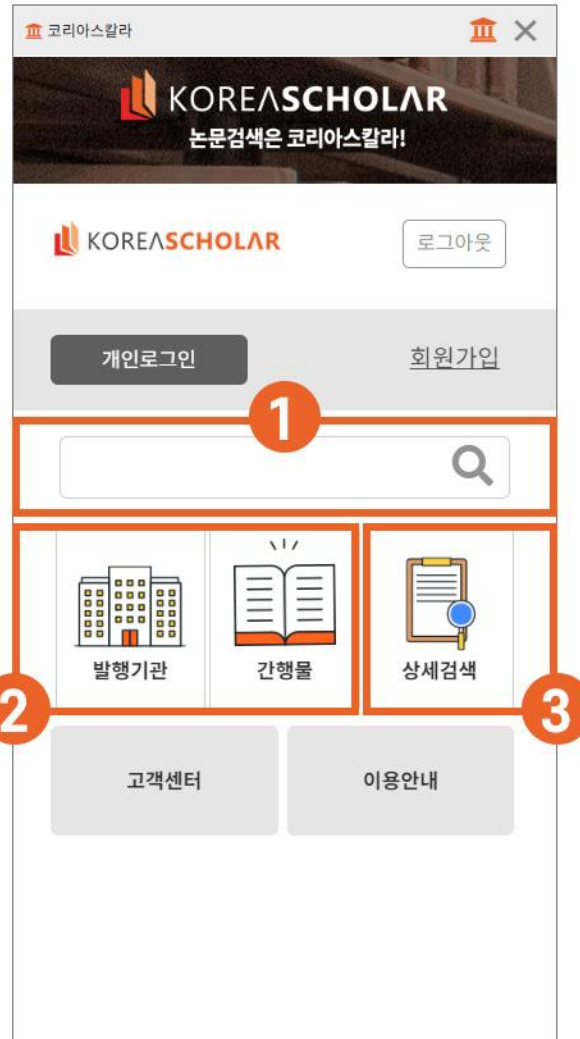 코리아스칼라
KOREASCHOLAR
논문검색은 코리아스칼라!
KOREASCHOLAR
로그아웃
개인로그인
회원가입
1
발행기관
간행물
상세검색
2
3
고객센터
이용안내